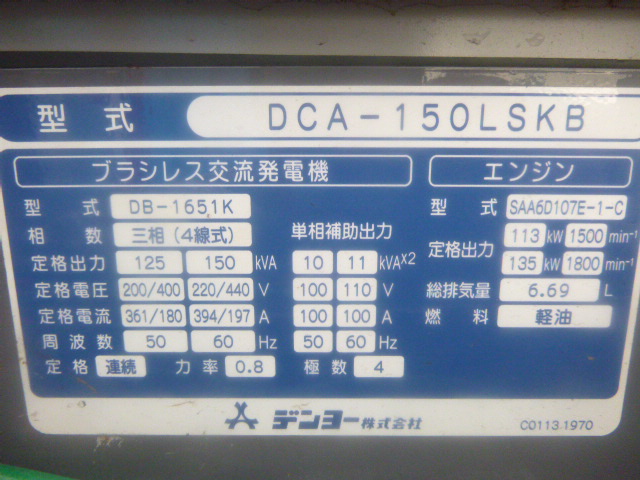 型式 DCA-150LSKB
ブラシレス交流発電機
型式 DB-1651K
相数 三相(4線式) 単相補助出力
定格出力 125 150 kVA 10 11 kVA×2
定格電圧 200/400 220/440 V 100 110 V
定格電流 361/180 394/197 A 100 100 A
周波数 50 60 Hz 50 60 Hz
定格 連続 力率 0.8 極数 4
エンジン
型式 SAA6D107E-1-C
定格出力 113 kW 1500 min⁻¹
135 kW 1800 min⁻¹
総排気量 6.69 L
燃料 軽油
デンヨー株式会社
C0113 1970